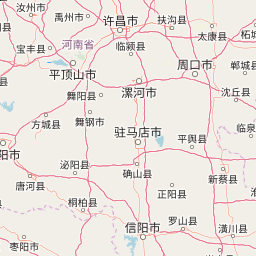 汝州市
禹州市
许昌市
扶沟县
太康县
柘城
宝丰县
河南省
临颍县
平顶山市
周口市
郸城
舞阳县
漯河市
沈丘县
方城县
舞钢市
临泉
驻马店市
平舆县
阳市
泌阳县
确山县
新蔡县
唐河县
正阳县
桐柏县
罗山县
信阳市
潢川县
枣阳市